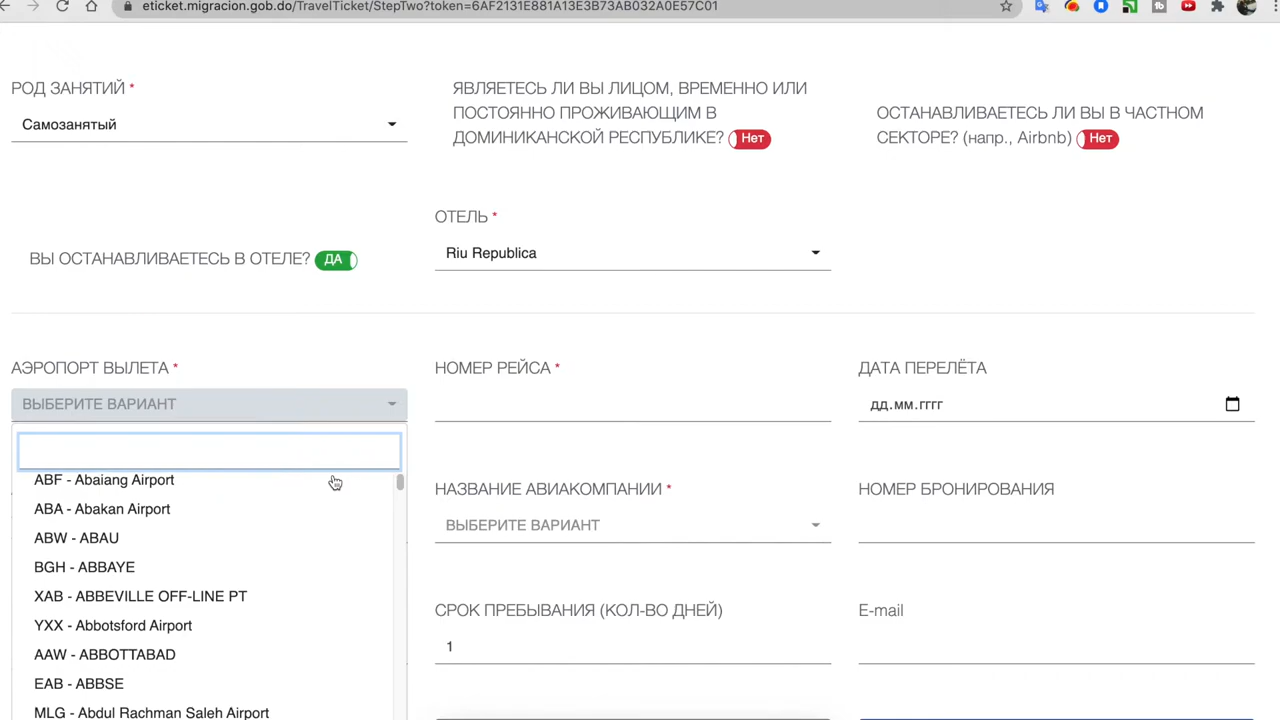 eticket.migracion.gob.do/TravelTicket/StepTwo?token=6AF2131E881A13E3B73AB032A0E57C01
РОД ЗАНЯТИЙ *
Самозанятый
ЯВЛЯЕТЕСЬ ЛИ ВЫ ЛИЦОМ, ВРЕМЕННО ИЛИ
ПОСТОЯННО ПРОЖИВАЮЩИМ В
ДОМИНИКАНСКОЙ РЕСПУБЛИКЕ? Нет
ОСТАНАВЛИВАЕТЕСЬ ЛИ ВЫ В ЧАСТНОМ
СЕКТОРЕ? (напр., Airbnb) Нет
ВЫ ОСТАНАВЛИВАЕТЕСЬ В ОТЕЛЕ? ДА
ОТЕЛЬ *
Riu Republica
АЭРОПОРТ ВЫЛЕТА *
ВЫБЕРИТЕ ВАРИАНТ
ABF - Abaiang Airport
ABA - Abakan Airport
ABW - ABAU
BGH - ABBAYE
XAB - ABBEVILLE OFF-LINE PT
YXX - Abbotsford Airport
AAW - ABBOTTABAD
EAB - ABBSE
MLG - Abdul Rachman Saleh Airport
НОМЕР РЕЙСА *
ДАТА ПЕРЕЛЁТА
дд.мм.гггг
НАЗВАНИЕ АВИАКОМПАНИИ *
ВЫБЕРИТЕ ВАРИАНТ
НОМЕР БРОНИРОВАНИЯ
СРОК ПРЕБЫВАНИЯ (КОЛ-ВО ДНЕЙ)
1
E-mail